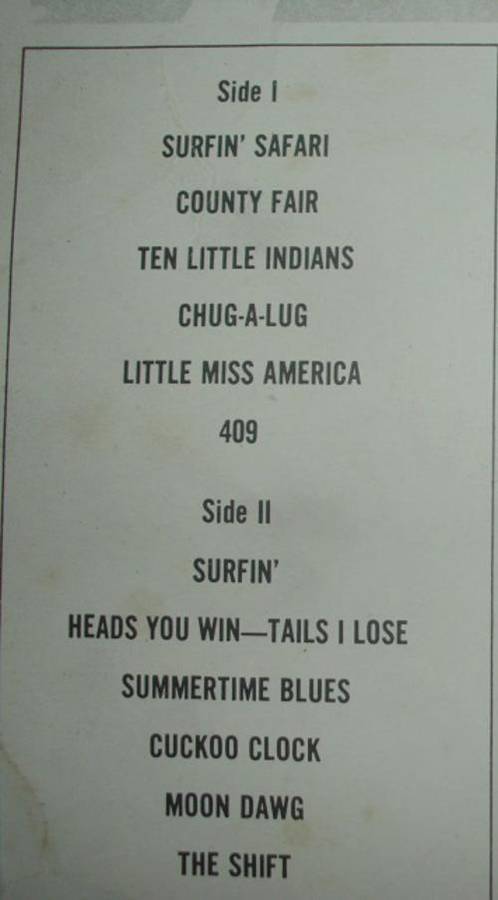 Side I
SURFIN' SAFARI
COUNTY FAIR
TEN LITTLE INDIANS
CHUG-A-LUG
LITTLE MISS AMERICA
409
Side II
SURFIN'
HEADS YOU WIN—TAILS I LOSE
SUMMERTIME BLUES
CUCKOO CLOCK
MOON DAWG
THE SHIFT